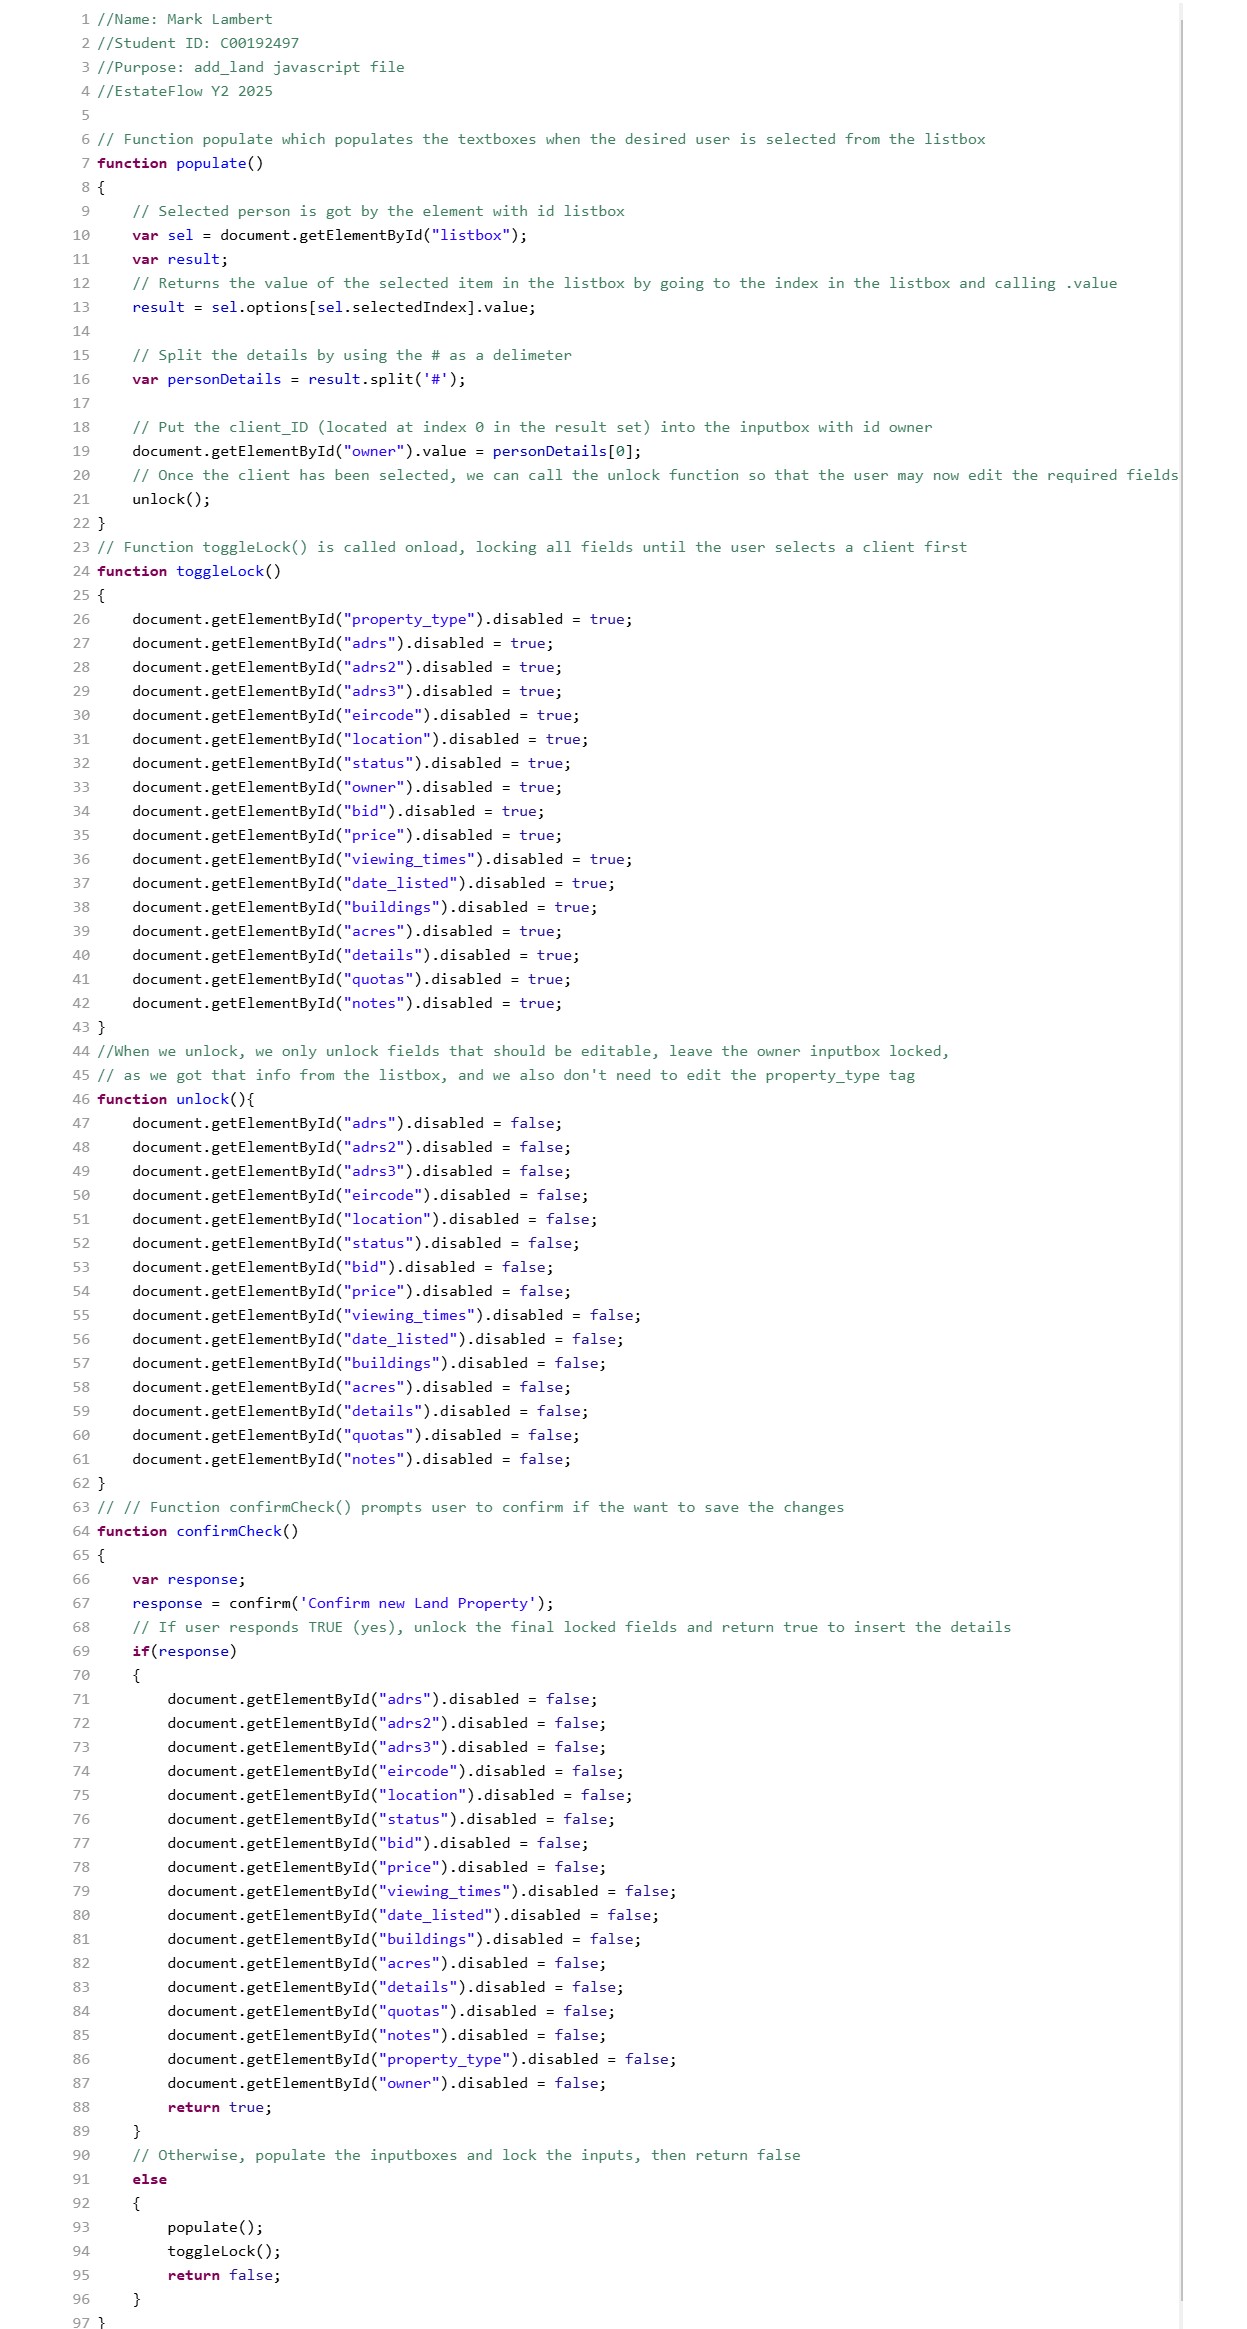 1 //Name: Mark Lambert
2 //Student ID: C00192497
3 //Purpose: add_land javascript file
4 //EstateFlow Y2 2025
5
6 // Function populate which populates the textboxes when the desired user is selected from the listbox
7 function populate()
8 {
9     // Selected person is got by the element with id listbox
10     var sel = document.getElementById("listbox");
11     var result;
12     // Returns the value of the selected item in the listbox by going to the index in the listbox and calling .value
13     result = sel.options[sel.selectedIndex].value;
14
15     // Split the details by using the # as a delimeter
16     var personDetails = result.split('#');
17
18     // Put the client_ID (located at index 0 in the result set) into the inputbox with id owner
19     document.getElementById("owner").value = personDetails[0];
20     // Once the client has been selected, we can call the unlock function so that the user may now edit the required fields
21     unlock();
22 }
23 // Function toggleLock() is called onload, locking all fields until the user selects a client first
24 function toggleLock()
25 {
26     document.getElementById("property_type").disabled = true;
27     document.getElementById("adrs").disabled = true;
28     document.getElementById("adrs2").disabled = true;
29     document.getElementById("adrs3").disabled = true;
30     document.getElementById("eircode").disabled = true;
31     document.getElementById("location").disabled = true;
32     document.getElementById("status").disabled = true;
33     document.getElementById("owner").disabled = true;
34     document.getElementById("bid").disabled = true;
35     document.getElementById("price").disabled = true;
36     document.getElementById("viewing_times").disabled = true;
37     document.getElementById("date_listed").disabled = true;
38     document.getElementById("buildings").disabled = true;
39     document.getElementById("acres").disabled = true;
40     document.getElementById("details").disabled = true;
41     document.getElementById("quotas").disabled = true;
42     document.getElementById("notes").disabled = true;
43 }
44 //When we unlock, we only unlock fields that should be editable, leave the owner inputbox locked,
45 // as we got that info from the listbox, and we also don't need to edit the property_type tag
46 function unlock(){
47     document.getElementById("adrs").disabled = false;
48     document.getElementById("adrs2").disabled = false;
49     document.getElementById("adrs3").disabled = false;
50     document.getElementById("eircode").disabled = false;
51     document.getElementById("location").disabled = false;
52     document.getElementById("status").disabled = false;
53     document.getElementById("bid").disabled = false;
54     document.getElementById("price").disabled = false;
55     document.getElementById("viewing_times").disabled = false;
56     document.getElementById("date_listed").disabled = false;
57     document.getElementById("buildings").disabled = false;
58     document.getElementById("acres").disabled = false;
59     document.getElementById("details").disabled = false;
60     document.getElementById("quotas").disabled = false;
61     document.getElementById("notes").disabled = false;
62 }
63 // // Function confirmCheck() prompts user to confirm if the want to save the changes
64 function confirmCheck()
65 {
66     var response;
67     response = confirm('Confirm new Land Property');
68     // If user responds TRUE (yes), unlock the final locked fields and return true to insert the details
69     if(response)
70     {
71         document.getElementById("adrs").disabled = false;
72         document.getElementById("adrs2").disabled = false;
73         document.getElementById("adrs3").disabled = false;
74         document.getElementById("eircode").disabled = false;
75         document.getElementById("location").disabled = false;
76         document.getElementById("status").disabled = false;
77         document.getElementById("bid").disabled = false;
78         document.getElementById("price").disabled = false;
79         document.getElementById("viewing_times").disabled = false;
80         document.getElementById("date_listed").disabled = false;
81         document.getElementById("buildings").disabled = false;
82         document.getElementById("acres").disabled = false;
83         document.getElementById("details").disabled = false;
84         document.getElementById("quotas").disabled = false;
85         document.getElementById("notes").disabled = false;
86         document.getElementById("property_type").disabled = false;
87         document.getElementById("owner").disabled = false;
88         return true;
89     }
90     // Otherwise, populate the inputboxes and lock the inputs, then return false
91     else
92     {
93         populate();
94         toggleLock();
95         return false;
96     }
97 }